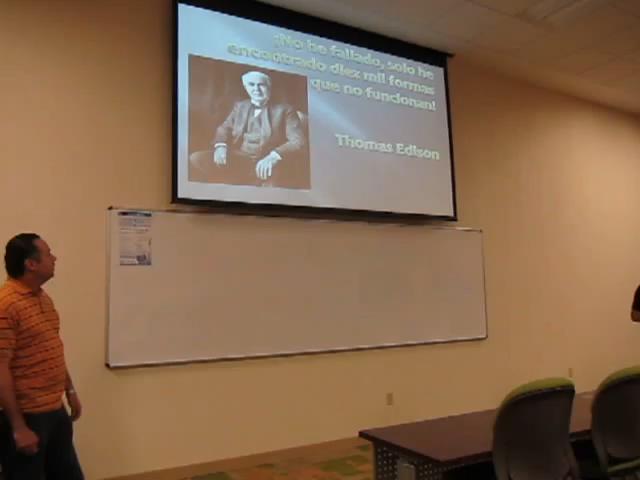 ¡No he fallado, solo he
encontrado diez mil formas
que no funcionan!
Thomas Edison